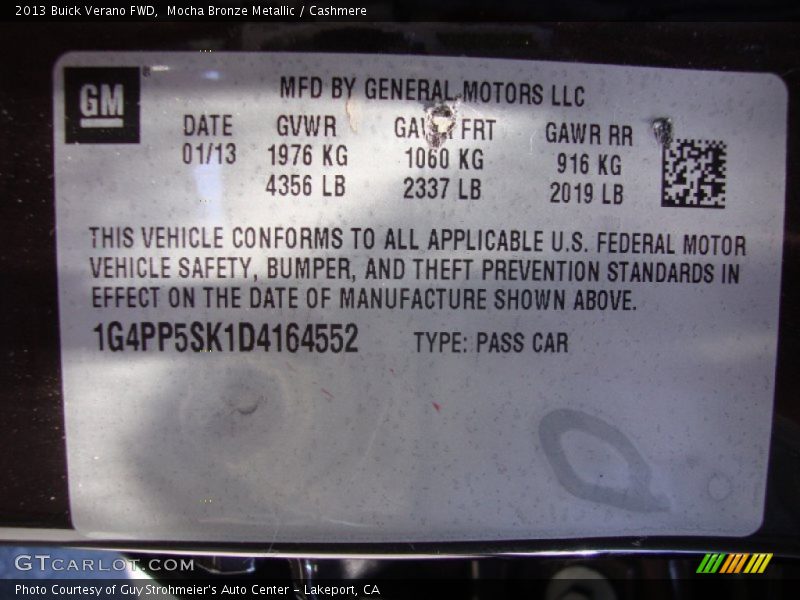 2013 Buick Verano FWD,  Mocha Bronze Metallic / Cashmere
GM
MFD BY GENERAL MOTORS LLC
DATE GVWR GAWR FRT GAWR RR
01/13 1976 KG 1060 KG 916 KG
4356 LB 2337 LB 2019 LB
THIS VEHICLE CONFORMS TO ALL APPLICABLE U.S. FEDERAL MOTOR
VEHICLE SAFETY, BUMPER, AND THEFT PREVENTION STANDARDS IN
EFFECT ON THE DATE OF MANUFACTURE SHOWN ABOVE.
1G4PP5SK1D4164552 TYPE: PASS CAR
GTCARLOT.COM
Photo Courtesy of Guy Strohmeier's Auto Center - Lakeport, CA